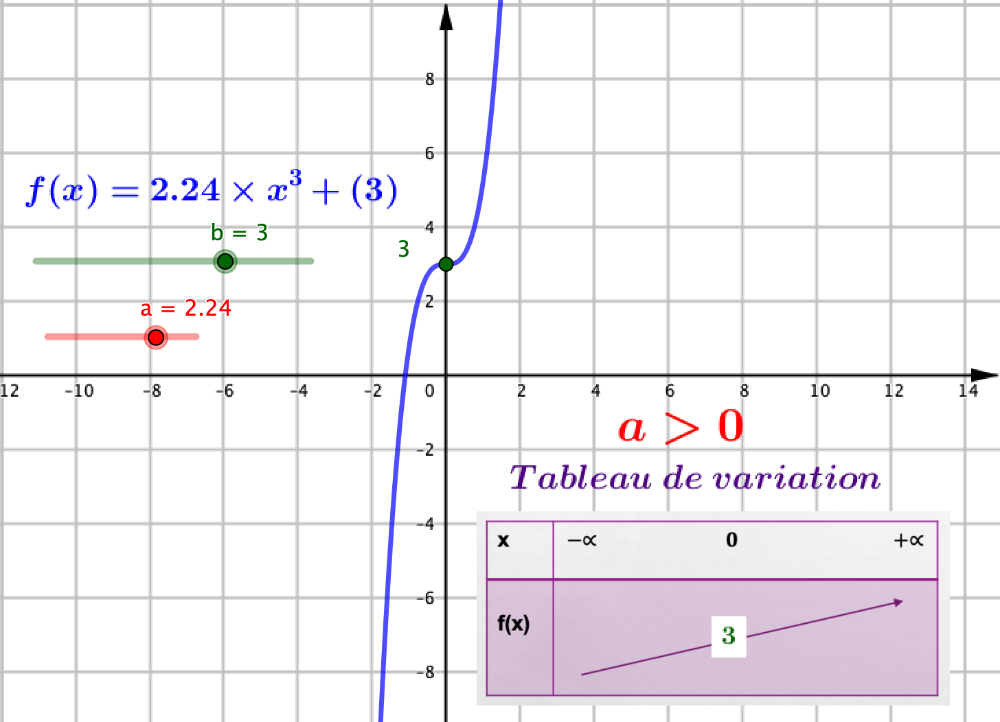 8
6
f(x) = 2.24 × x³ + (3)
b = 3
4
3
2
a = 2.24
12 -10 -8 -6 -4 -2 0 2 4 6 8 10 12 14
a > 0
-2
Tableau de variation
-4
x -∝ 0 +∝
-6
f(x) 3
-8